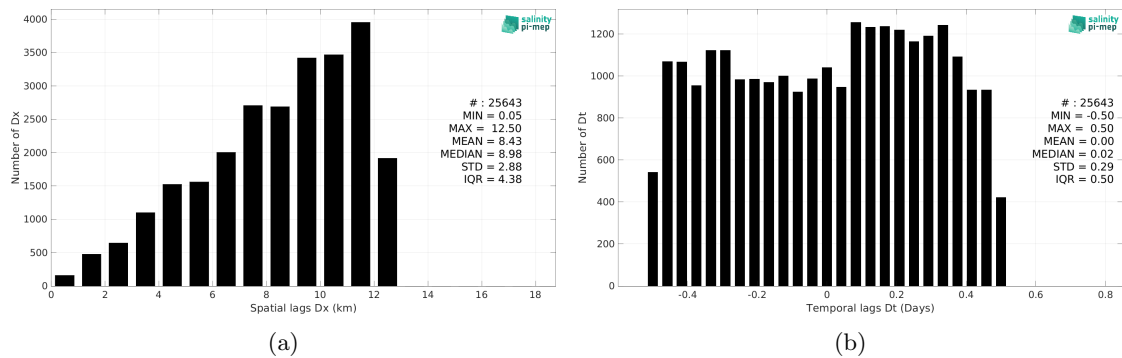 4000
3500
3000
2500
2000
1500
1000
500
0
Number of Dx
salinity
pi-mep
# : 25643
MIN = 0.05
MAX = 12.50
MEAN = 8.43
MEDIAN = 8.98
STD = 2.88
IQR = 4.38
0 2 4 6 8 10 12 14 16 18
Spatial lags Dx (km)
(a)
1200
1000
800
600
400
200
0
Number of Dt
salinity
pi-mep
# : 25643
MIN = -0.50
MAX = 0.50
MEAN = 0.00
MEDIAN = 0.02
STD = 0.29
IQR = 0.50
-0.4 -0.2 0 0.2 0.4 0.6 0.8
Temporal lags Dt (Days)
(b)